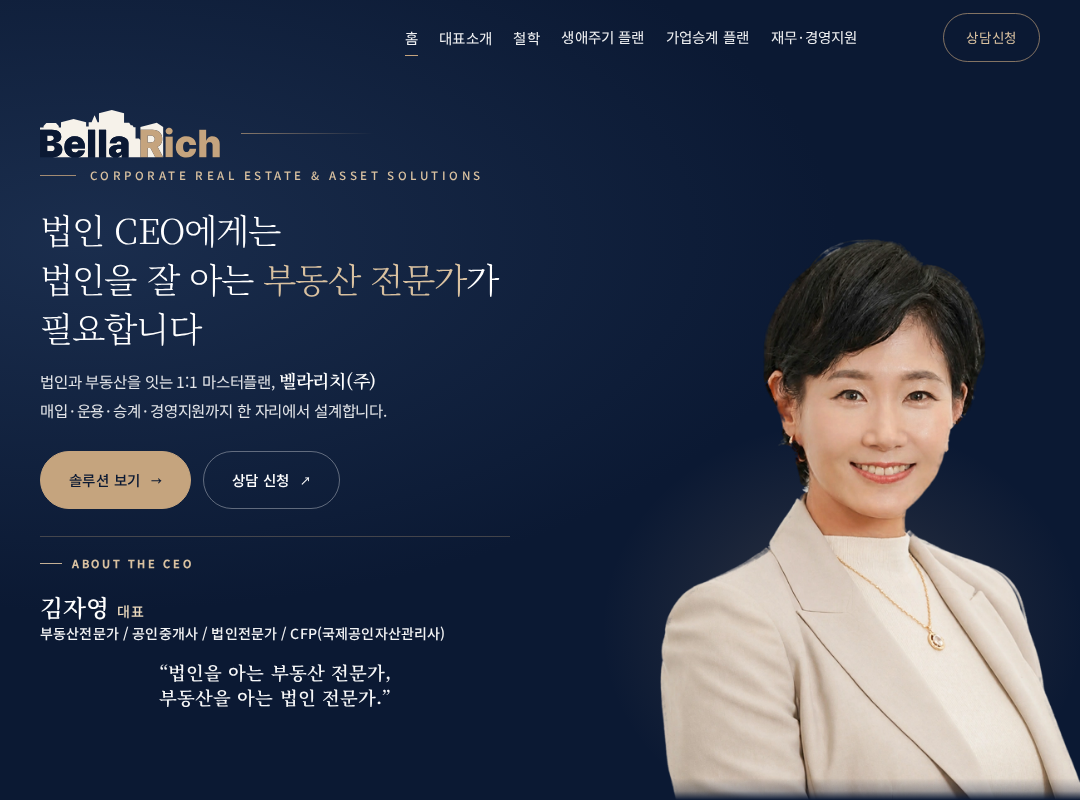 홈 대표소개 철학 생애주기 플랜 가업승계 플랜 재무·경영지원 상담신청
Bella Rich
CORPORATE REAL ESTATE & ASSET SOLUTIONS
법인 CEO에게는
법인을 잘 아는 부동산 전문가가
필요합니다
법인과 부동산을 잇는 1:1 마스터플랜, 벨라리치(주)
매입·운용·승계·경영지원까지 한 자리에서 설계합니다.
솔루션 보기 → 상담 신청 ↗
ABOUT THE CEO
김자영 대표
부동산전문가 / 공인중개사 / 법인전문가 / CFP(국제공인자산관리사)
“법인을 아는 부동산 전문가,
부동산을 아는 법인 전문가.”